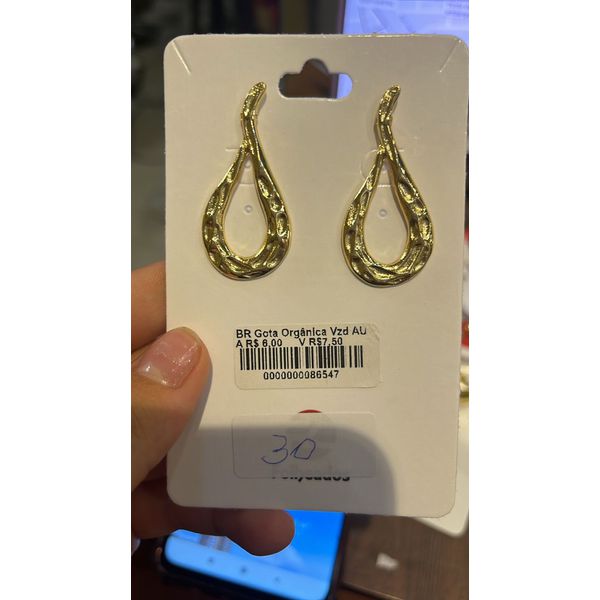 BR Gota Orgânica Vzd AU
A R$ 6,00 V R$7,50
0000000086547
30